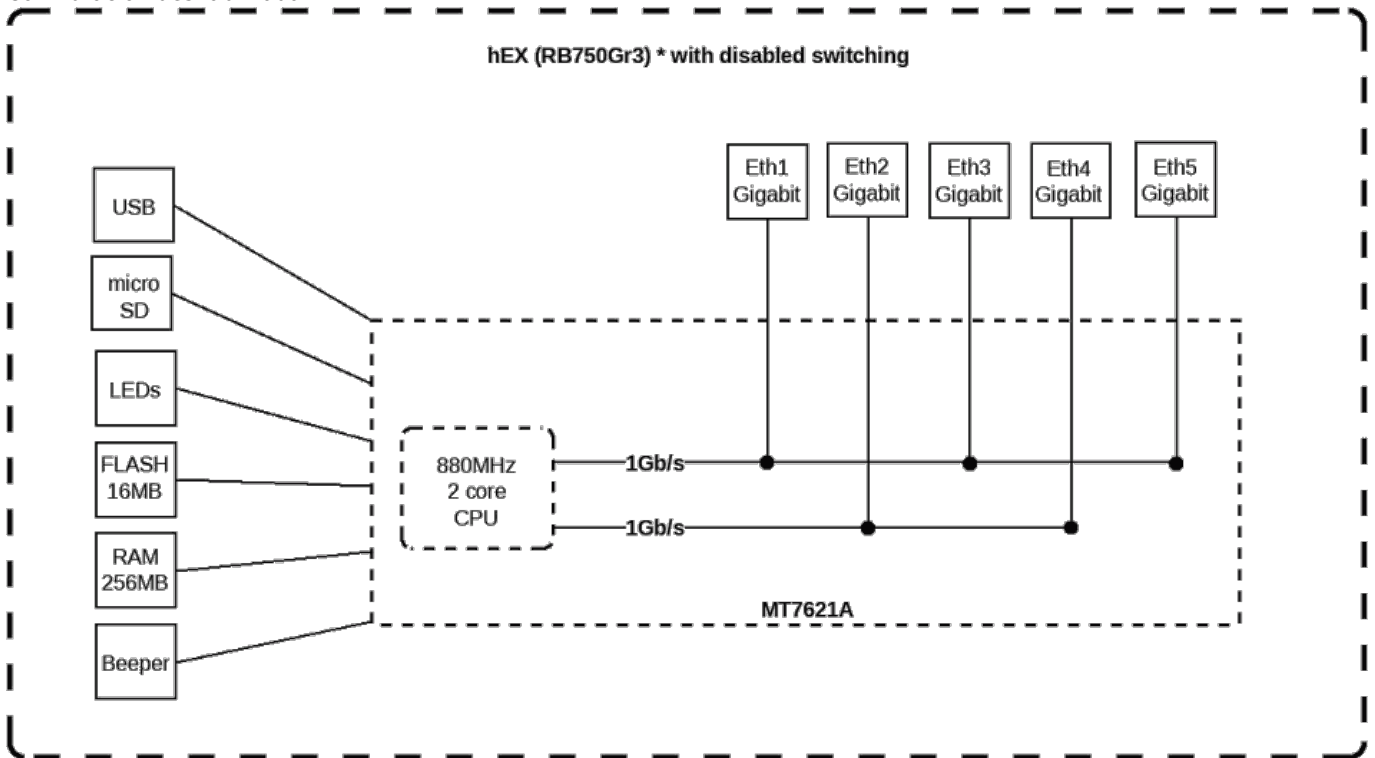 hEX (RB750Gr3) * with disabled switching
Eth1
Gigabit
Eth2
Gigabit
Eth3
Gigabit
Eth4
Gigabit
Eth5
Gigabit
USB
micro
SD
LEDs
FLASH
16MB
RAM
256MB
Beeper
880MHz
2 core
CPU
1Gb/s
1Gb/s
MT7621A